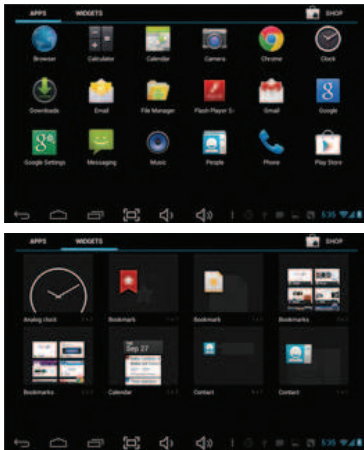 APPS WIDGETS SHOP
Browser Calculator Calendar Camera Chrome Clock
Downloads Email File Manager Flash Player S Gmail Google
Google Settings Messaging Music People Phone Play Store
5:35
APPS WIDGETS SHOP
Analog clock Bookmark Bookmark Bookmarks
Sep 27
Bookmarks Calendar Contact Contact
5:35